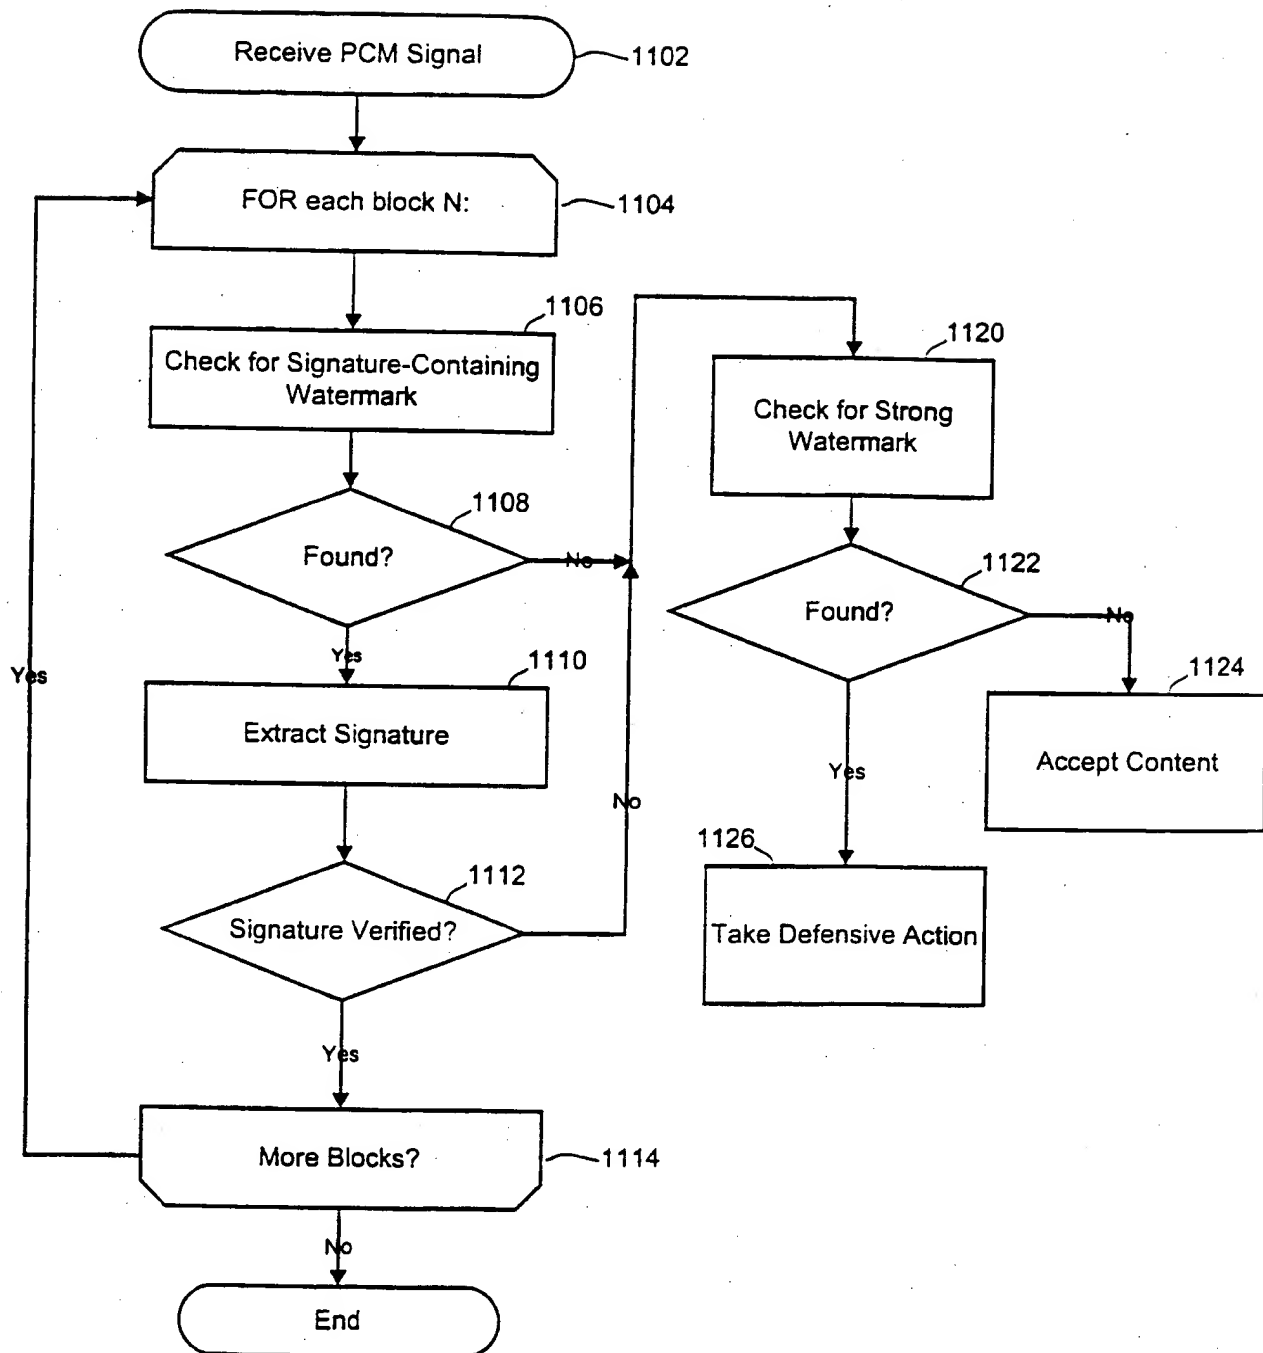 Receive PCM Signal
1102
FOR each block N:
1104
1106
Check for Signature-Containing
Watermark
1108
Found?
No
Yes
1110
Extract Signature
1112
Signature Verified?
No
Yes
More Blocks?
1114
Yes
No
End
1120
Check for Strong
Watermark
1122
Found?
No
1124
Accept Content
Yes
1126
Take Defensive Action